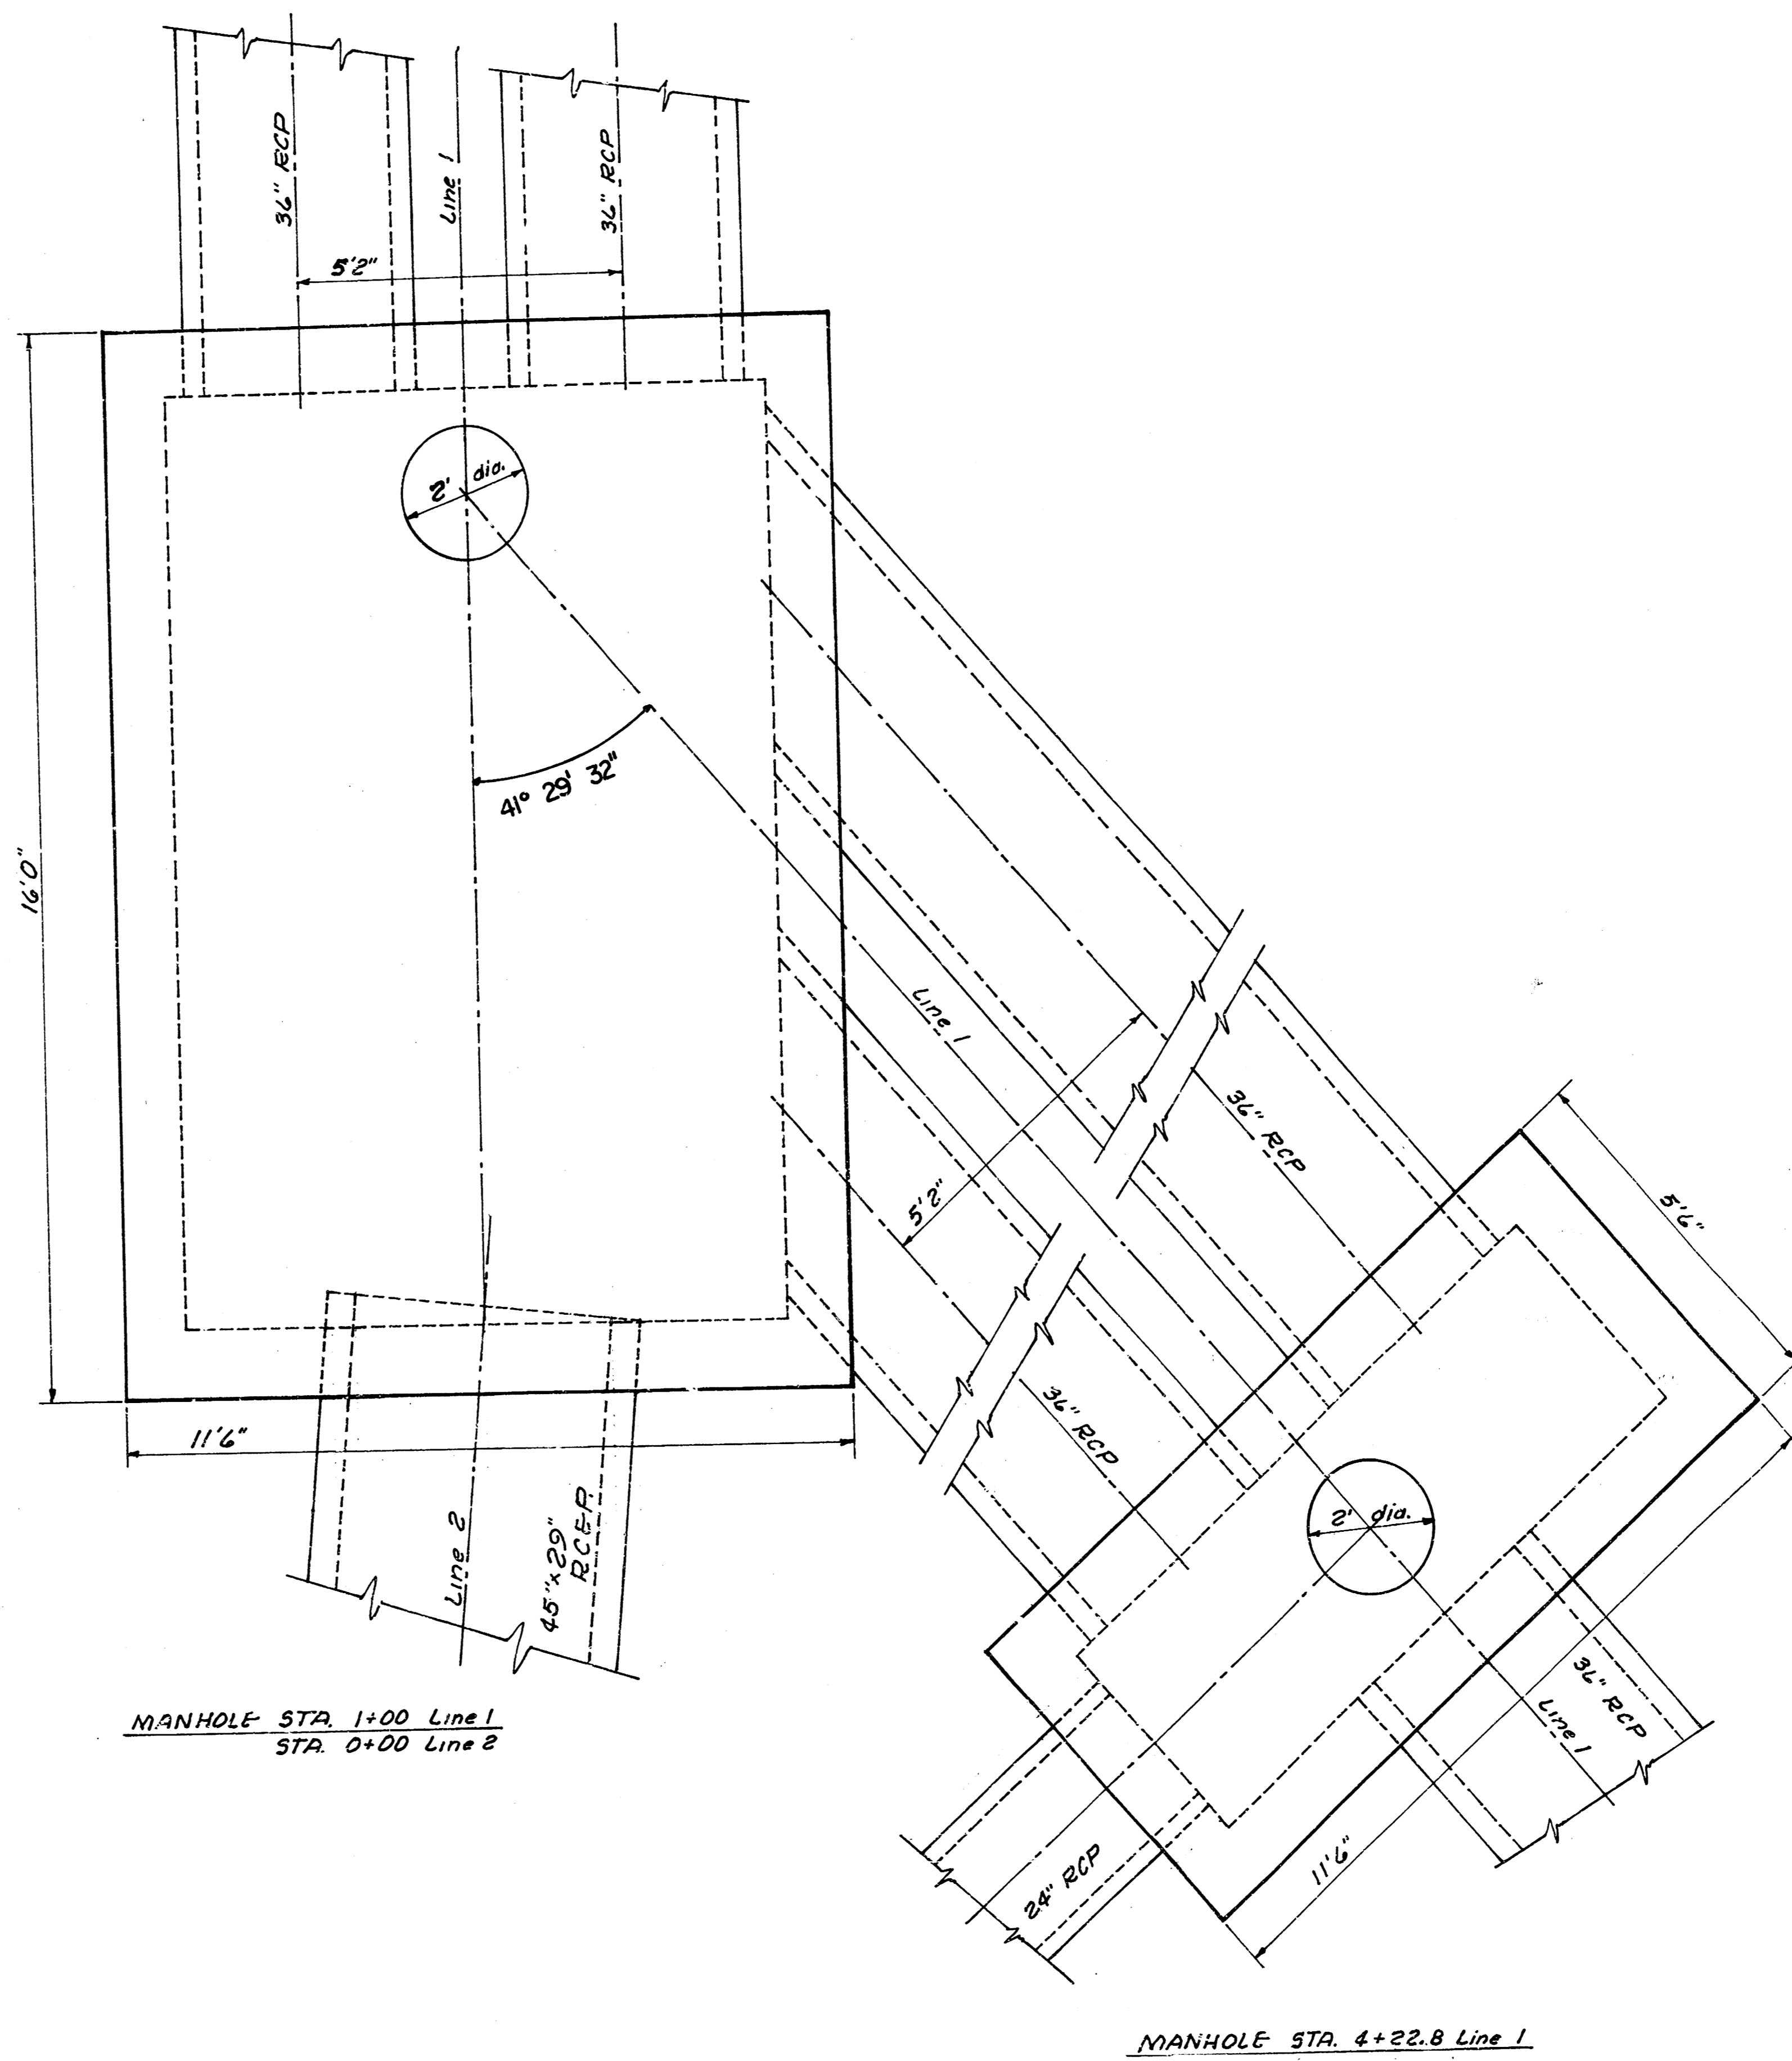 36" RCP
Line 1
36" RCP
5'2"
2' dia.
41° 29' 32"
16'0"
Line 1
5'2"
36" RCP
5'6"
36" RCP
11'6"
2' dia.
Line 2
45"x29"
RCEP
36" RCP
Line 1
MANHOLE STA. 1+00 Line 1
STA. 0+00 Line 2
24" RCP
11'6"
MANHOLE STA. 4+22.8 Line 1